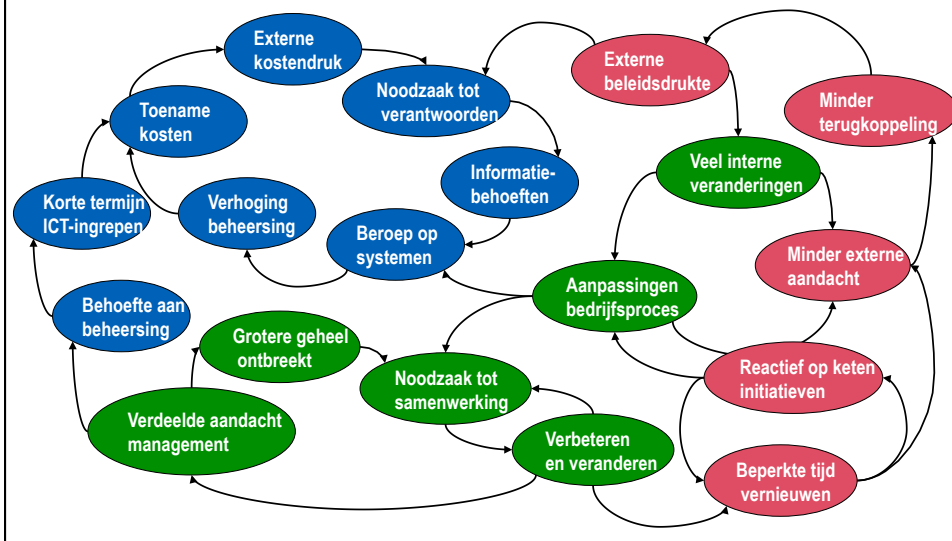 Externe
kostendruk
Externe
beleidsdrukte
Noodzaak tot
verantwoorden
Minder
terugkoppeling
Toename
kosten
Veel interne
veranderingen
Informatie-
behoeften
Korte termijn
ICT-ingrepen
Verhoging
beheersing
Beroep op
systemen
Minder externe
aandacht
Aanpassingen
bedrijfsproces
Behoefte aan
beheersing
Grotere geheel
ontbreekt
Noodzaak tot
samenwerking
Reactief op keten
initiatieven
Verdeelde aandacht
management
Verbeteren
en veranderen
Beperkte tijd
vernieuwen